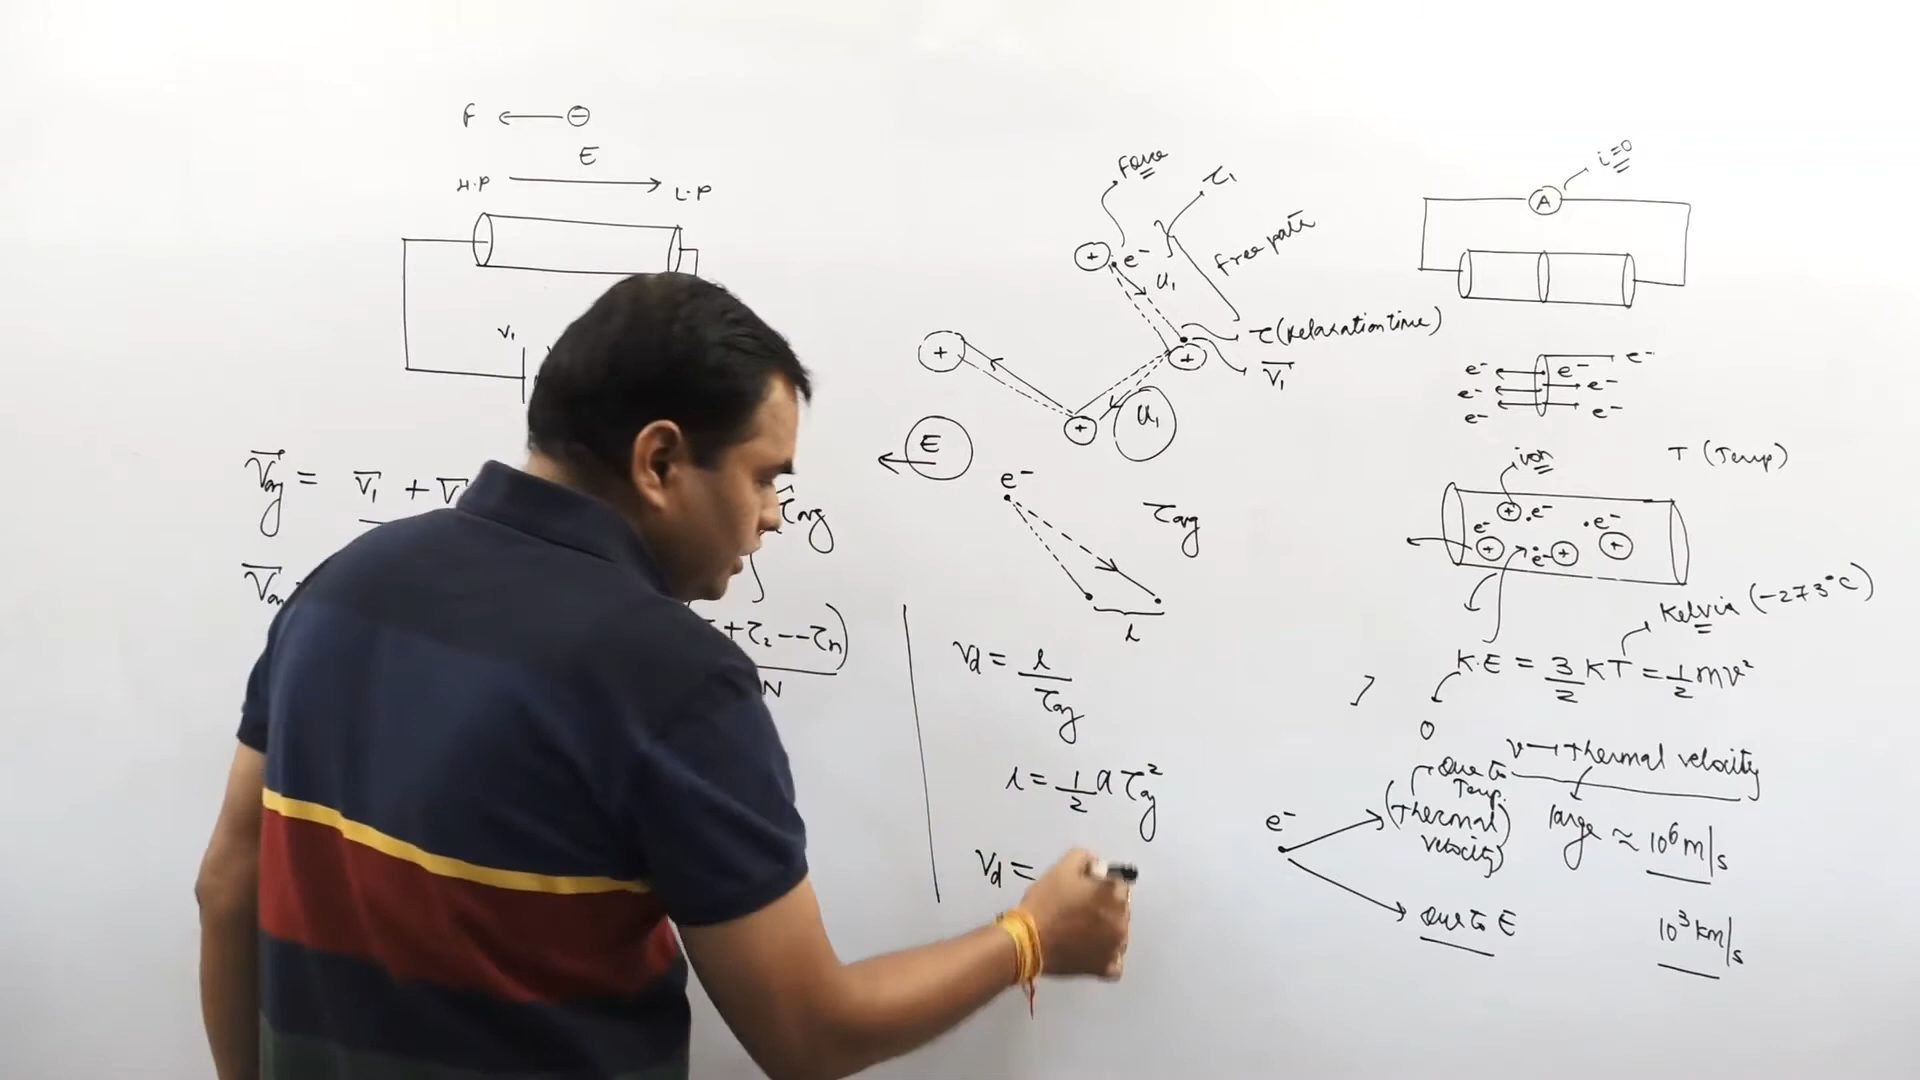 F ← ⊖
E
H.P → L.P
V₁
V⃗avg = V⃗₁ + V⃗
τavg
+ τ₂ -- τn)
N
Force
τ₁
+ e⁻
u₁
free path
τ (Relaxation time)
+
V⃗₁
+
+
u₁
E
e⁻
τavg
l
Vd = l/τavg
l = 1/2 a τavg²
Vd =
i=0
A
e⁻ e⁻ e⁻
e⁻ e⁻
e⁻ e⁻
T (Temp)
ion
+ .e⁻ .e⁻
e⁻ + e⁻ + +
Kelvin (-273°C)
K.E = 3/2 KT = 1/2 mv²
0
v → Thermal velocity
Due to Temp.
(Thermal velocity)
large ≈ 10⁶ m/s
e⁻
Due to E
10³ km/s